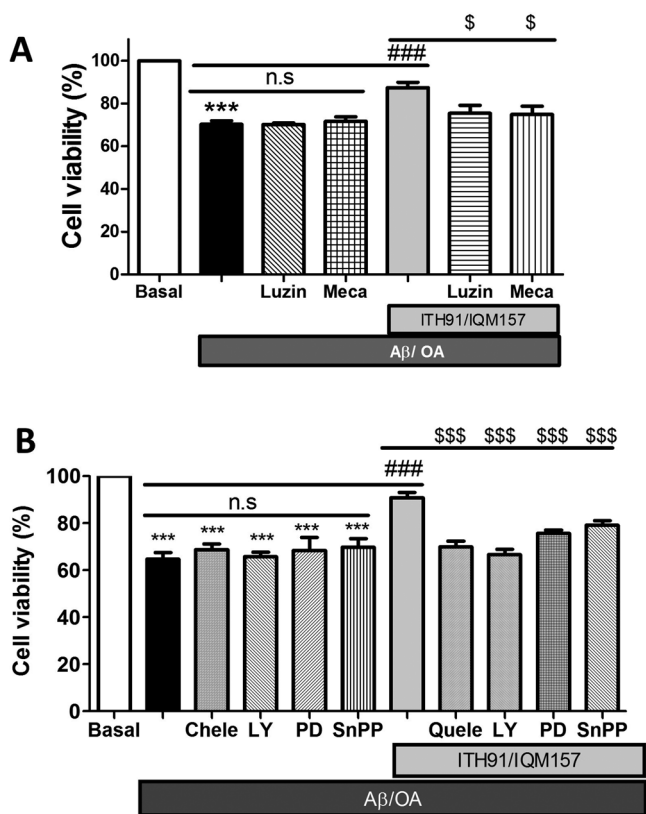 A
Cell viability (%)
100
80
60
40
20
0
$ $
###
n.s
***
Basal Luzin Meca Luzin Meca
ITH91/IQM157
Aβ/ OA
B
Cell viability (%)
100
80
60
40
20
0
$$$ $$$ $$$ $$$
###
n.s
*** *** *** *** ***
Basal Chele LY PD SnPP Quele LY PD SnPP
ITH91/IQM157
Aβ/OA